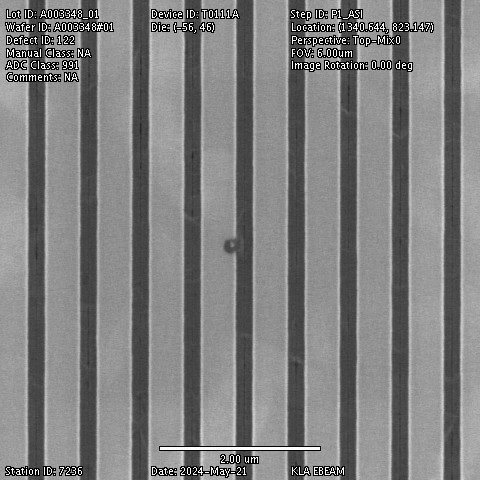 Lot ID: A003348_01
Wafer ID: A003348#01
Defect ID: 122
Manual Class: NA
ADC Class: 991
Comments: NA
Device ID: T0111A
Die: (-56, 46)
Step ID: P1_ASI
Location: (1340.644, 823.147)
Perspective: Top-Mix0
FOV: 5.00um
Image Rotation: 0.00 deg
2.00 um
Station ID: 7236
Date: 2024-May-21
KLA EBEAM